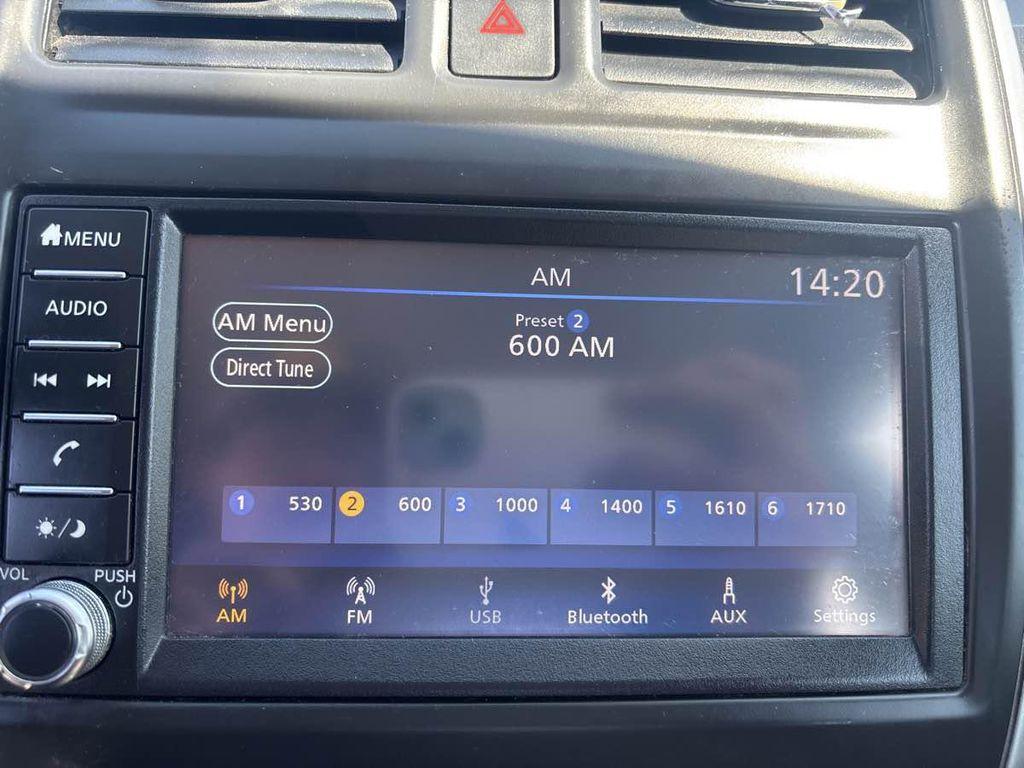 MENU
AUDIO
VOL
PUSH
AM
14:20
AM Menu
Preset 2
600 AM
Direct Tune
1 530
2 600
3 1000
4 1400
5 1610
6 1710
AM
FM
USB
Bluetooth
AUX
Settings